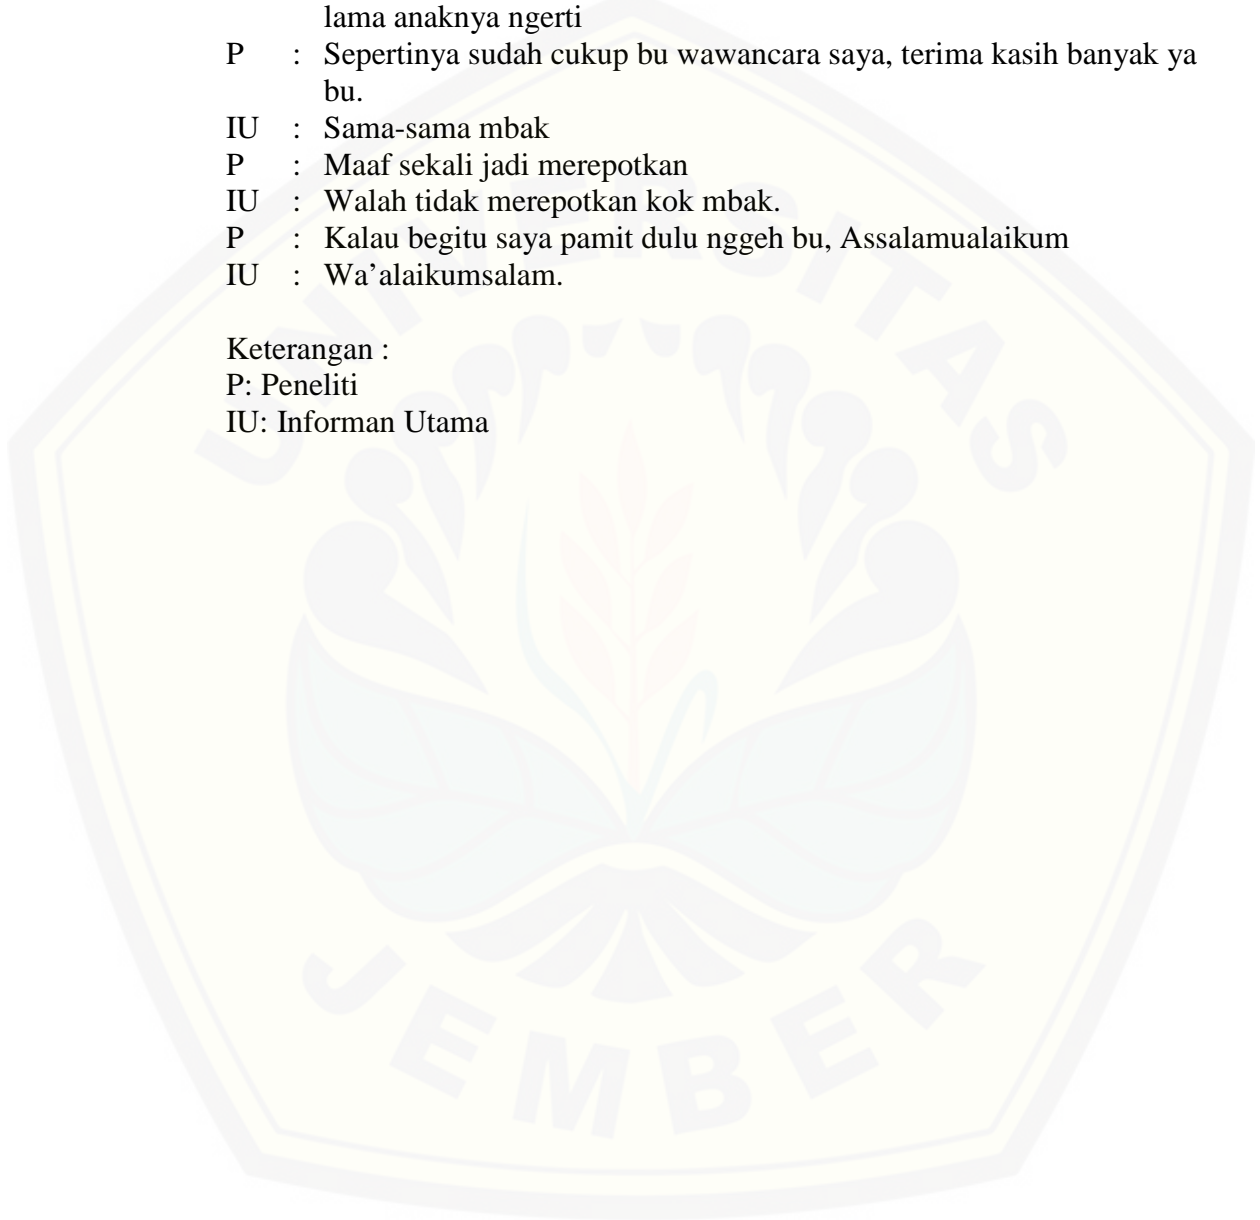 lama anaknya ngerti
P : Sepertinya sudah cukup bu wawancara saya, terima kasih banyak ya
bu.
IU : Sama-sama mbak
P : Maaf sekali jadi merepotkan
IU : Walah tidak merepotkan kok mbak.
P : Kalau begitu saya pamit dulu nggeh bu, Assalamualaikum
IU : Wa’alaikumsalam.
Keterangan :
P: Peneliti
IU: Informan Utama
UNIVERSITAS
JEMBER